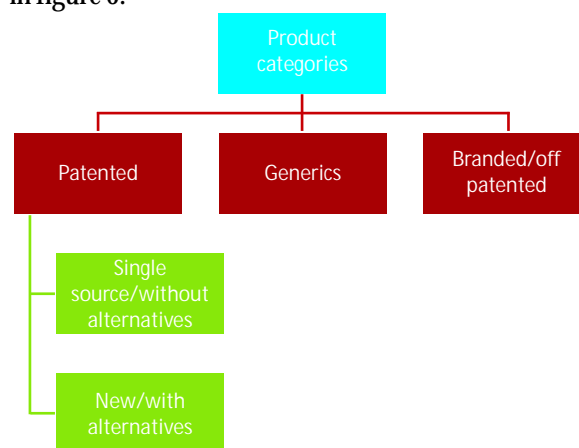 in figure 6.
Product
categories
Patented
Generics
Branded/off
patented
Single
source/without
alternatives
New/with
alternatives